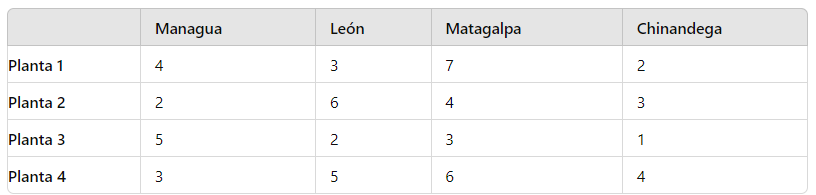 Managua León Matagalpa Chinandega
Planta 1 4 3 7 2
Planta 2 2 6 4 3
Planta 3 5 2 3 1
Planta 4 3 5 6 4